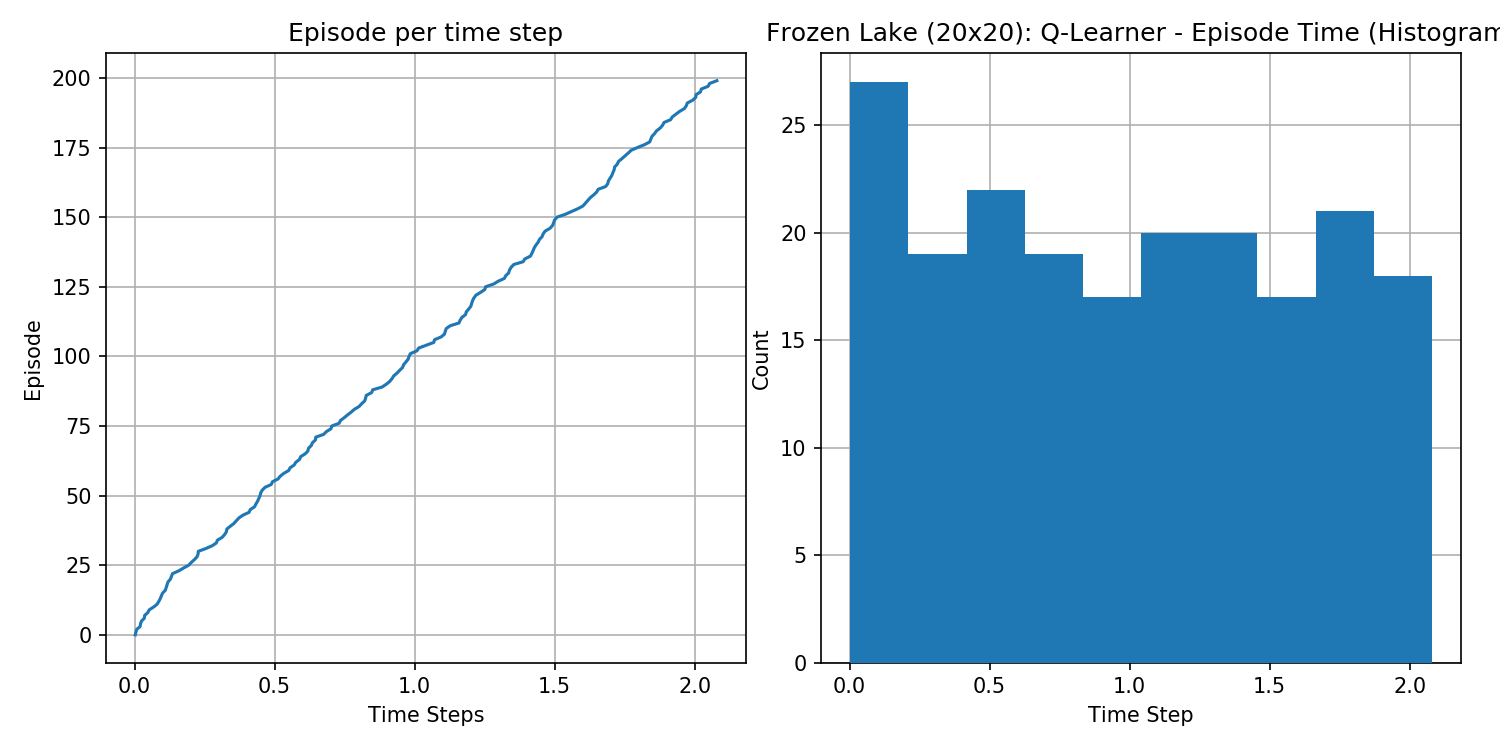 Episode per time step
200
175
150
125
100
75
50
25
0
Episode
0.0 0.5 1.0 1.5 2.0
Time Steps
Frozen Lake (20x20): Q-Learner - Episode Time (Histogram
25
20
15
10
5
0
Count
0.0 0.5 1.0 1.5 2.0
Time Step